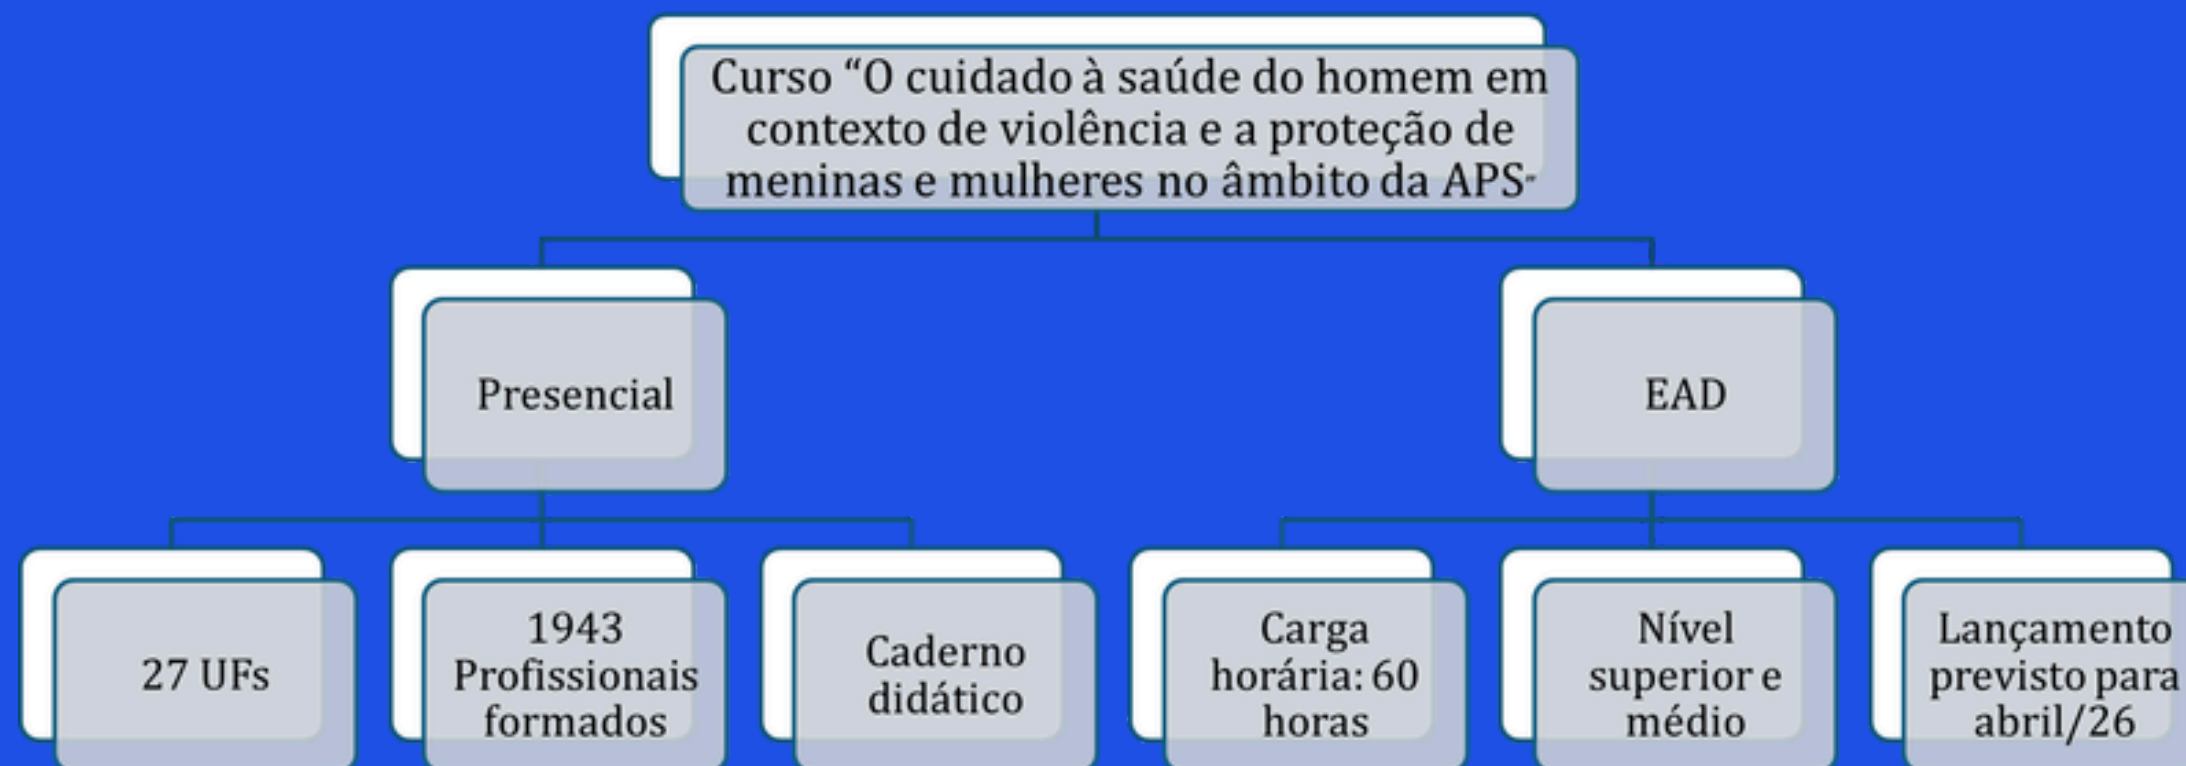 Curso “O cuidado à saúde do homem em
contexto de violência e a proteção de
meninas e mulheres no âmbito da APS”
Presencial
EAD
27 UFs
1943
Profissionais
formados
Caderno
didático
Carga
horária: 60
horas
Nível
superior e
médio
Lançamento
previsto para
abril/26